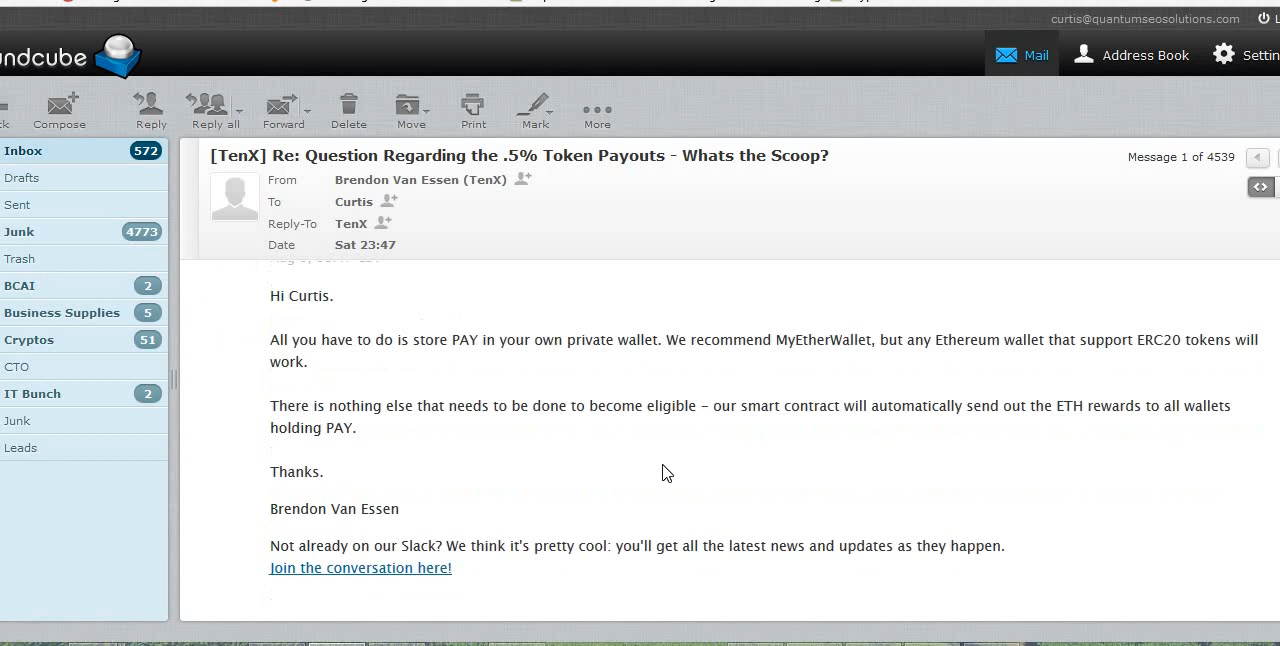 curtis@quantumseosolutions.com
undcube
Mail
Address Book
Settin
Compose
Reply
Reply all
Forward
Delete
Move
Print
Mark
More
Inbox 572
Drafts
Sent
Junk 4773
Trash
BCAI 2
Business Supplies 5
Cryptos 51
CTO
IT Bunch 2
Junk
Leads
[TenX] Re: Question Regarding the .5% Token Payouts - Whats the Scoop?
Message 1 of 4539
From Brendon Van Essen (TenX)
To Curtis
Reply-To TenX
Date Sat 23:47
Hi Curtis.
All you have to do is store PAY in your own private wallet. We recommend MyEtherWallet, but any Ethereum wallet that support ERC20 tokens will
work.
There is nothing else that needs to be done to become eligible – our smart contract will automatically send out the ETH rewards to all wallets
holding PAY.
Thanks.
Brendon Van Essen
Not already on our Slack? We think it's pretty cool: you'll get all the latest news and updates as they happen.
Join the conversation here!